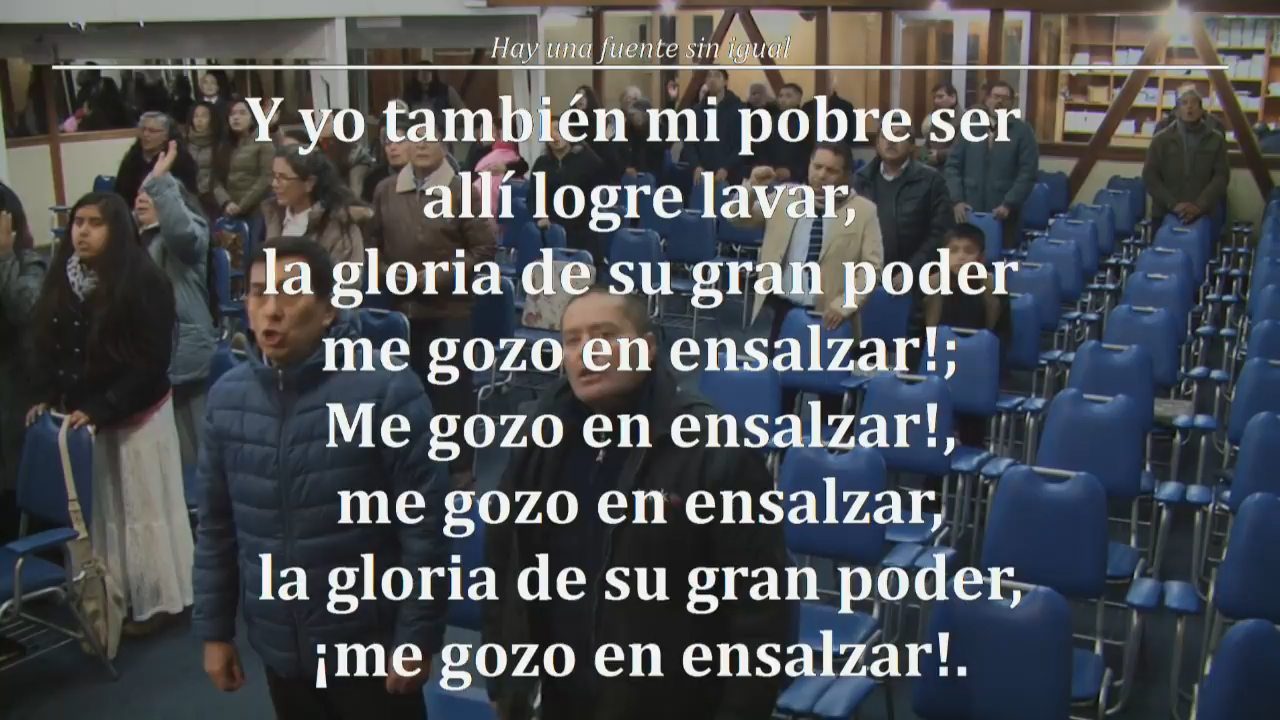 Hay una fuente sin igual
Y yo también mi pobre ser
allí logre lavar,
la gloria de su gran poder
me gozo en ensalzar!;
Me gozo en ensalzar!,
me gozo en ensalzar,
la gloria de su gran poder,
¡me gozo en ensalzar!.